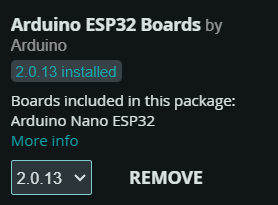 Arduino ESP32 Boards by
Arduino
2.0.13 installed
Boards included in this package:
Arduino Nano ESP32
More info
2.0.13 REMOVE